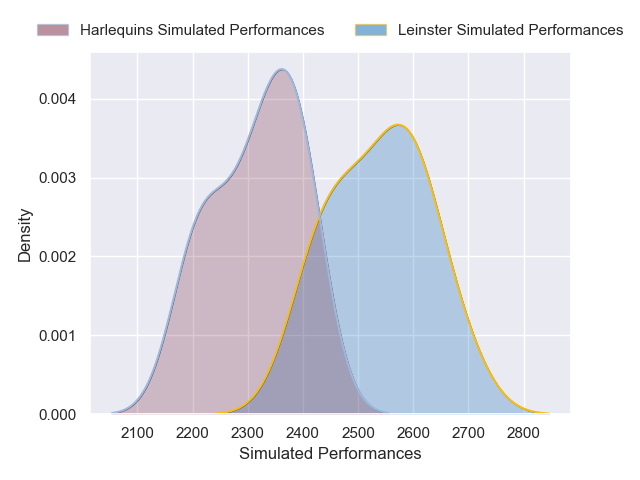 Harlequins Simulated Performances Leinster Simulated Performances
0.004
0.003
0.002
0.001
0.000
Density
2100 2200 2300 2400 2500 2600 2700 2800
Simulated Performances